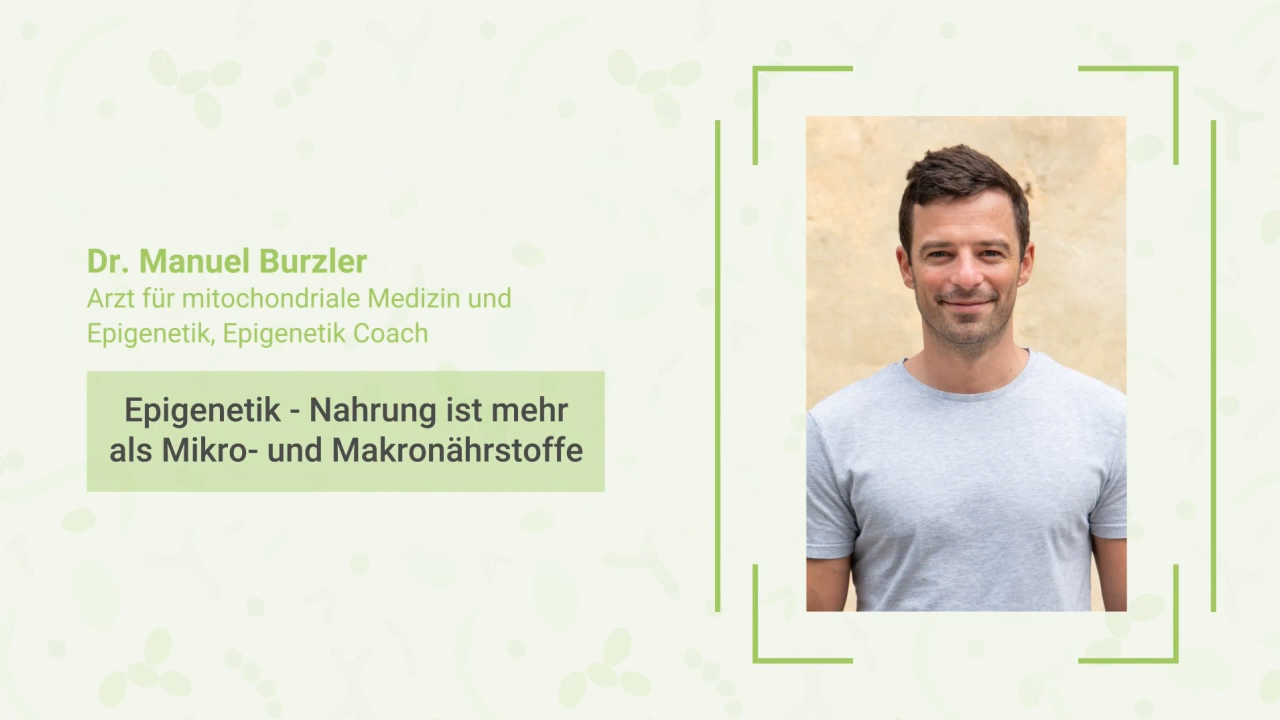 Dr. Manuel Burzler
Arzt für mitochondriale Medizin und
Epigenetik, Epigenetik Coach
Epigenetik - Nahrung ist mehr
als Mikro- und Makronährstoffe